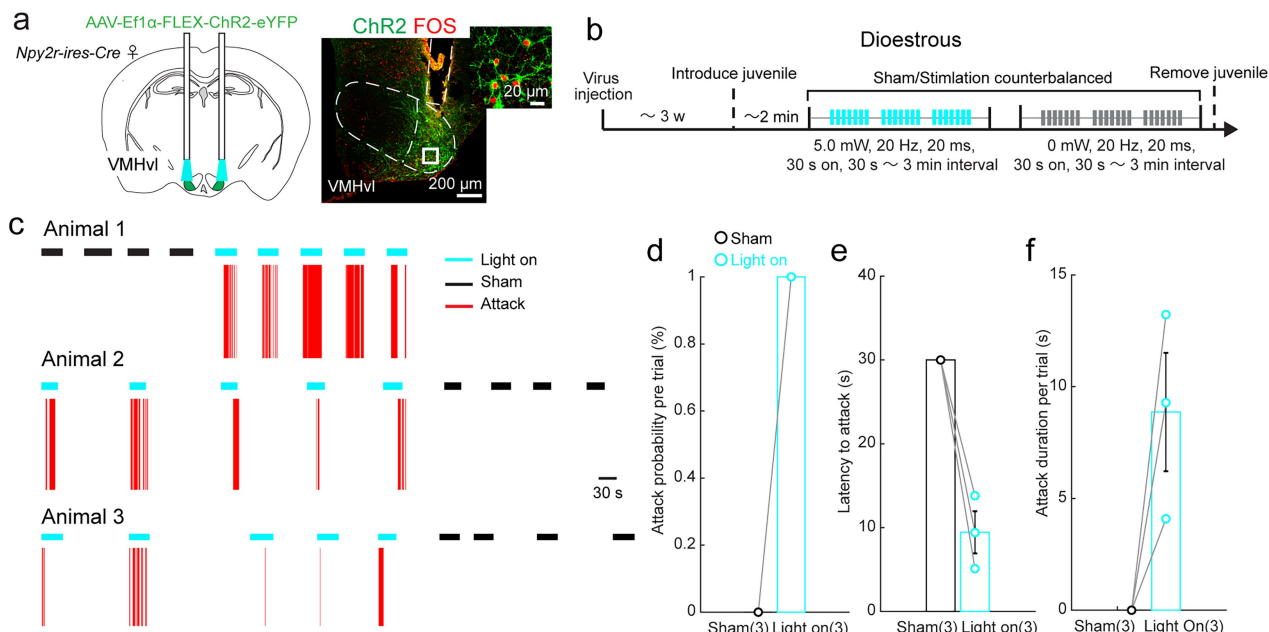 a
AAV-Ef1α-FLEX-ChR2-eYFP
Npy2r-ires-Cre ♀
VMHvl
ChR2 FOS
20 µm
VMHvl
200 µm
b
Dioestrous
Virus
injection
Introduce juvenile
Sham/Stimlation counterbalanced
Remove juvenile
～ 3 w
～2 min
5.0 mW, 20 Hz, 20 ms,
30 s on, 30 s ～ 3 min interval
0 mW, 20 Hz, 20 ms,
30 s on, 30 s ～ 3 min interval
c
Animal 1
Light on
Sham
Attack
Animal 2
30 s
Animal 3
d
Sham
Light on
Attack probability pre trial (%)
1
0.8
0.6
0.4
0.2
0
Sham(3) Light on(3)
e
Latency to attack (s)
40
30
20
10
0
Sham(3) Light on(3)
f
Attack duration per trial (s)
15
10
5
0
Sham(3) Light On(3)